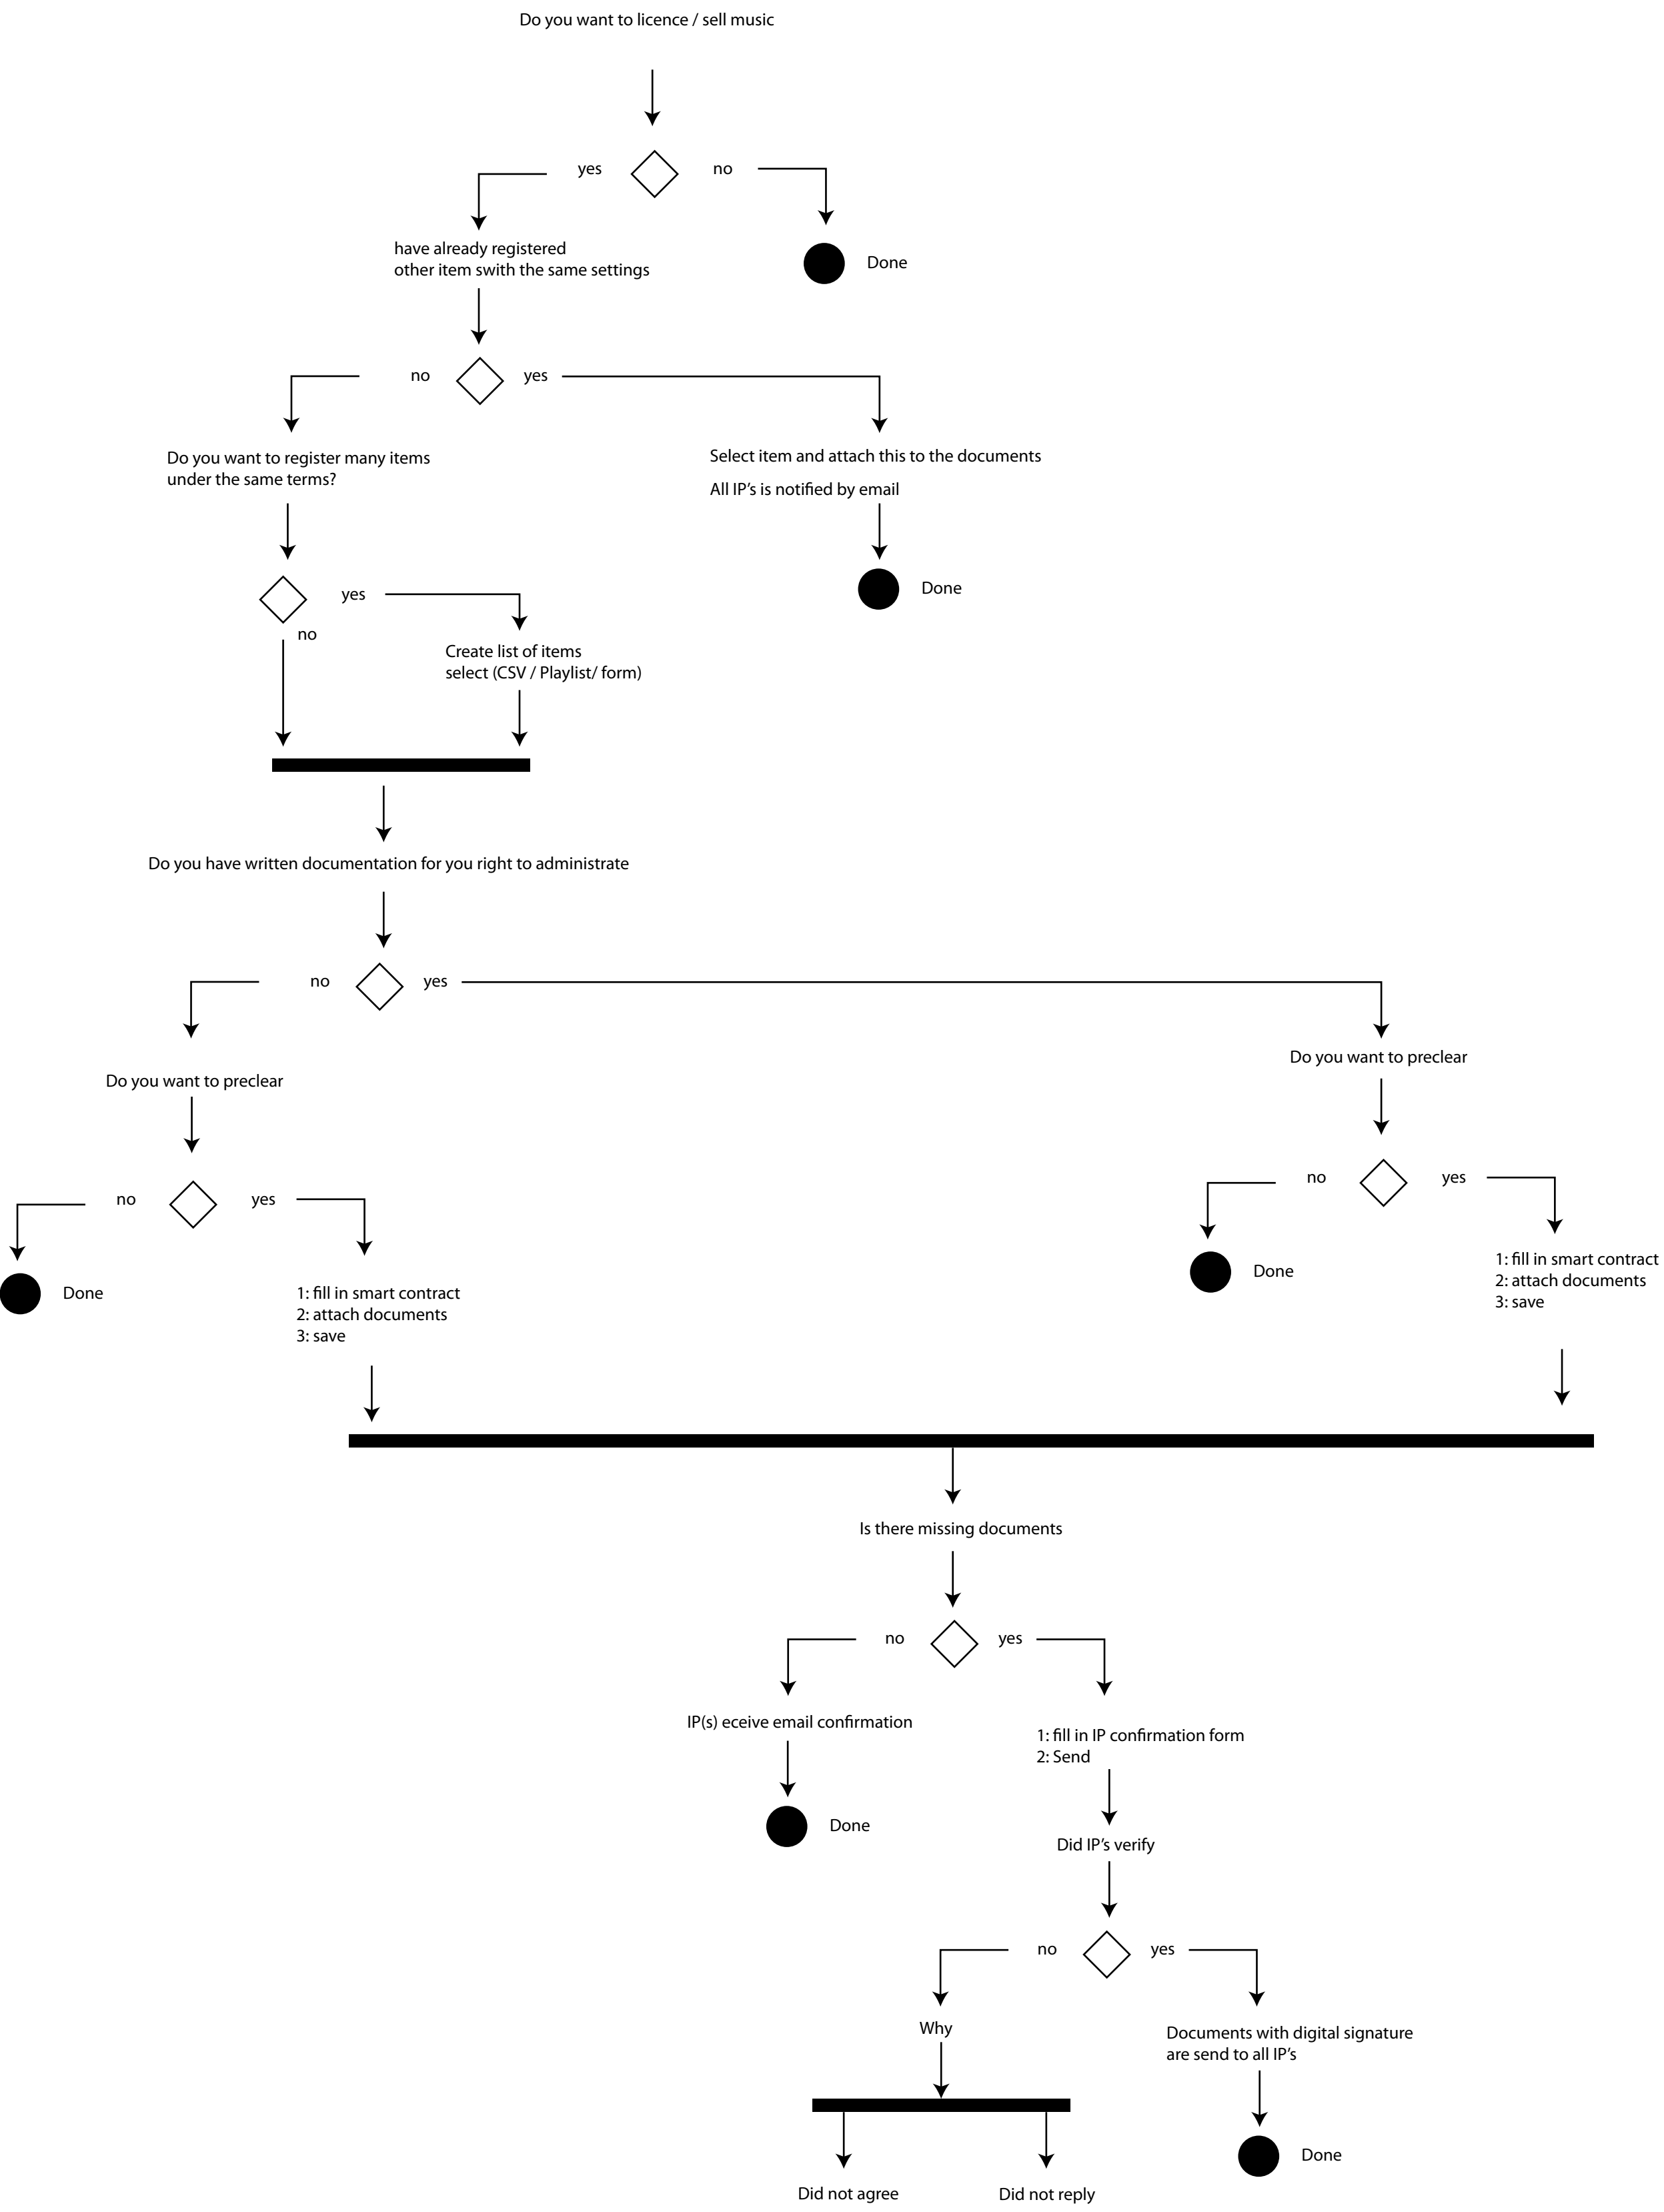 Do you want to licence / sell music
yes
no
have already registered
other item swith the same settings
Done
no
yes
Do you want to register many items
under the same terms?
Select item and attach this to the documents
All IP's is notified by email
yes
no
Done
Create list of items
select (CSV / Playlist/ form)
Do you have written documentation for you right to administrate
no
yes
Do you want to preclear
Do you want to preclear
no
yes
no
yes
Done
1: fill in smart contract
2: attach documents
3: save
Done
1: fill in smart contract
2: attach documents
3: save
Is there missing documents
no
yes
IP(s) eceive email confirmation
1: fill in IP confirmation form
2: Send
Done
Did IP's verify
no
yes
Why
Documents with digital signature
are send to all IP's
Done
Did not agree
Did not reply